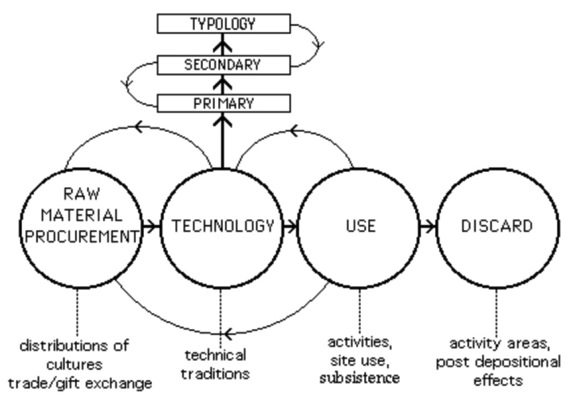 TYPOLOGY
SECONDARY
PRIMARY
RAW
MATERIAL
PROCUREMENT
TECHNOLOGY
USE
DISCARD
distributions of
cultures
trade/gift exchange
technical
traditions
activities,
site use,
subsistence
activity areas,
post depositional
effects